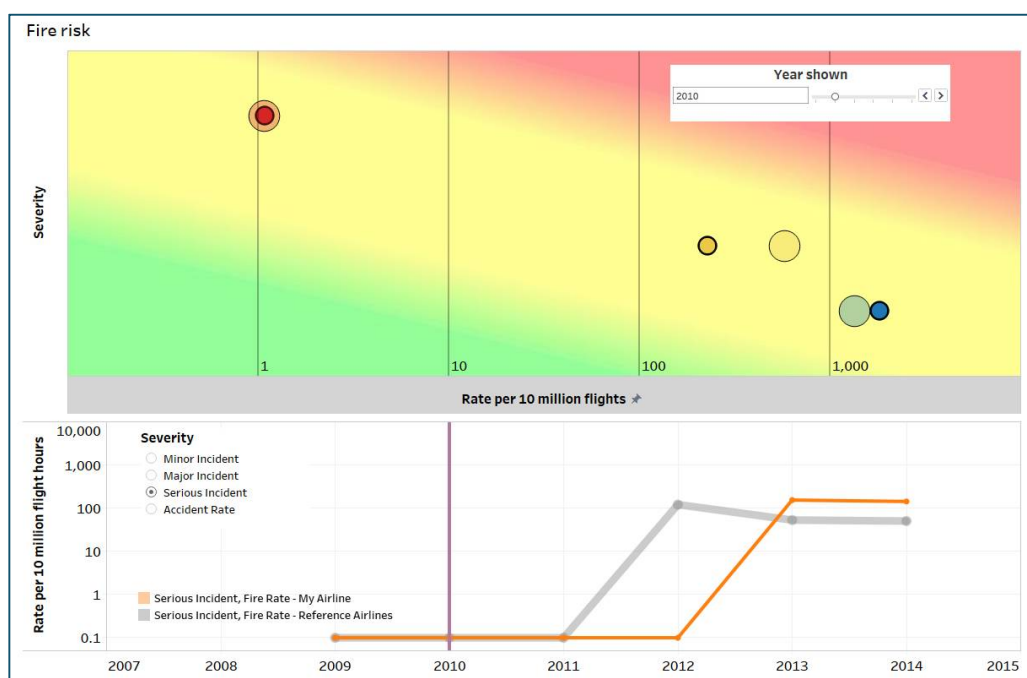 Fire risk
Year shown
2010
Severity
1 10 100 1,000
Rate per 10 million flights
Rate per 10 million flight hours
10,000
1,000
100
10
1
0.1
Severity
Minor Incident
Major Incident
Serious Incident
Accident Rate
Serious Incident, Fire Rate - My Airline
Serious Incident, Fire Rate - Reference Airlines
2007 2008 2009 2010 2011 2012 2013 2014 2015